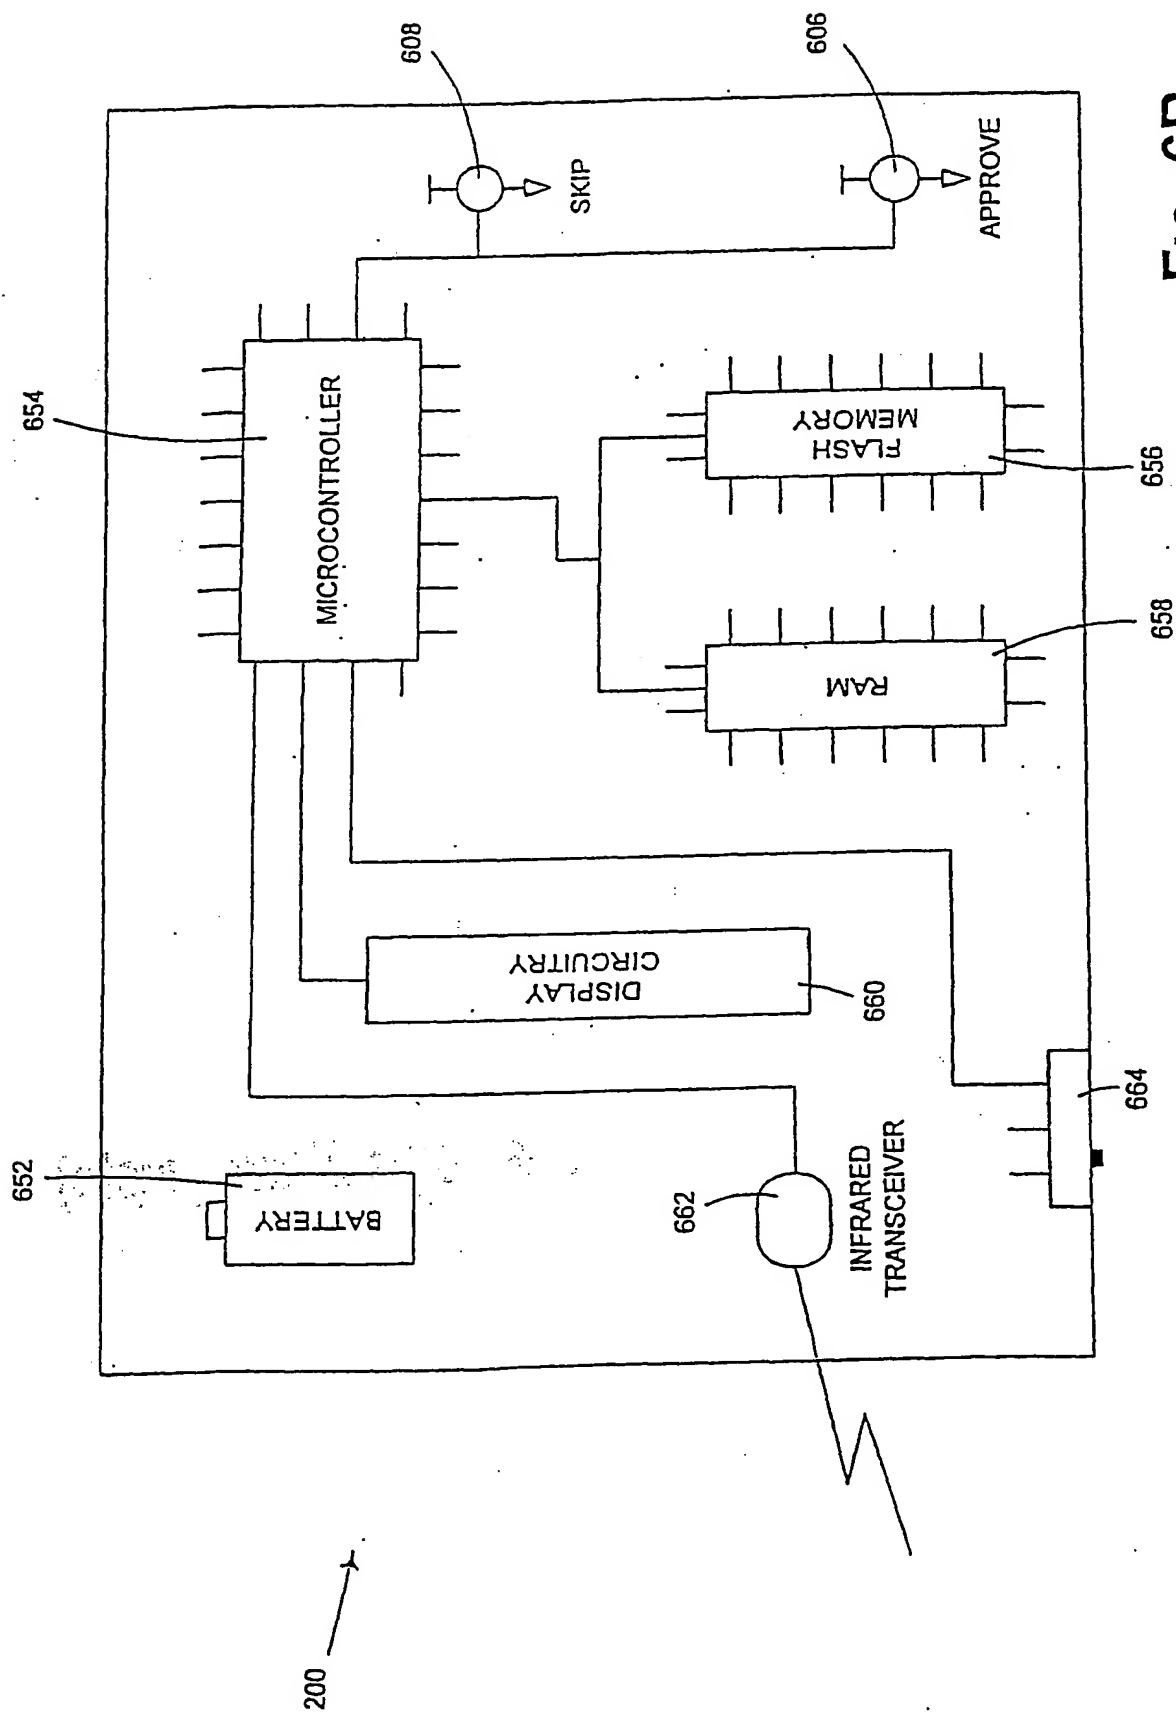 654
608
606
652
MICROCONTROLLER
SKIP
APPROVE
FLASH
MEMORY
656
RAM
658
DISPLAY
CIRCUITRY
660
BATTERY
662
INFRARED
TRANSCEIVER
664
200